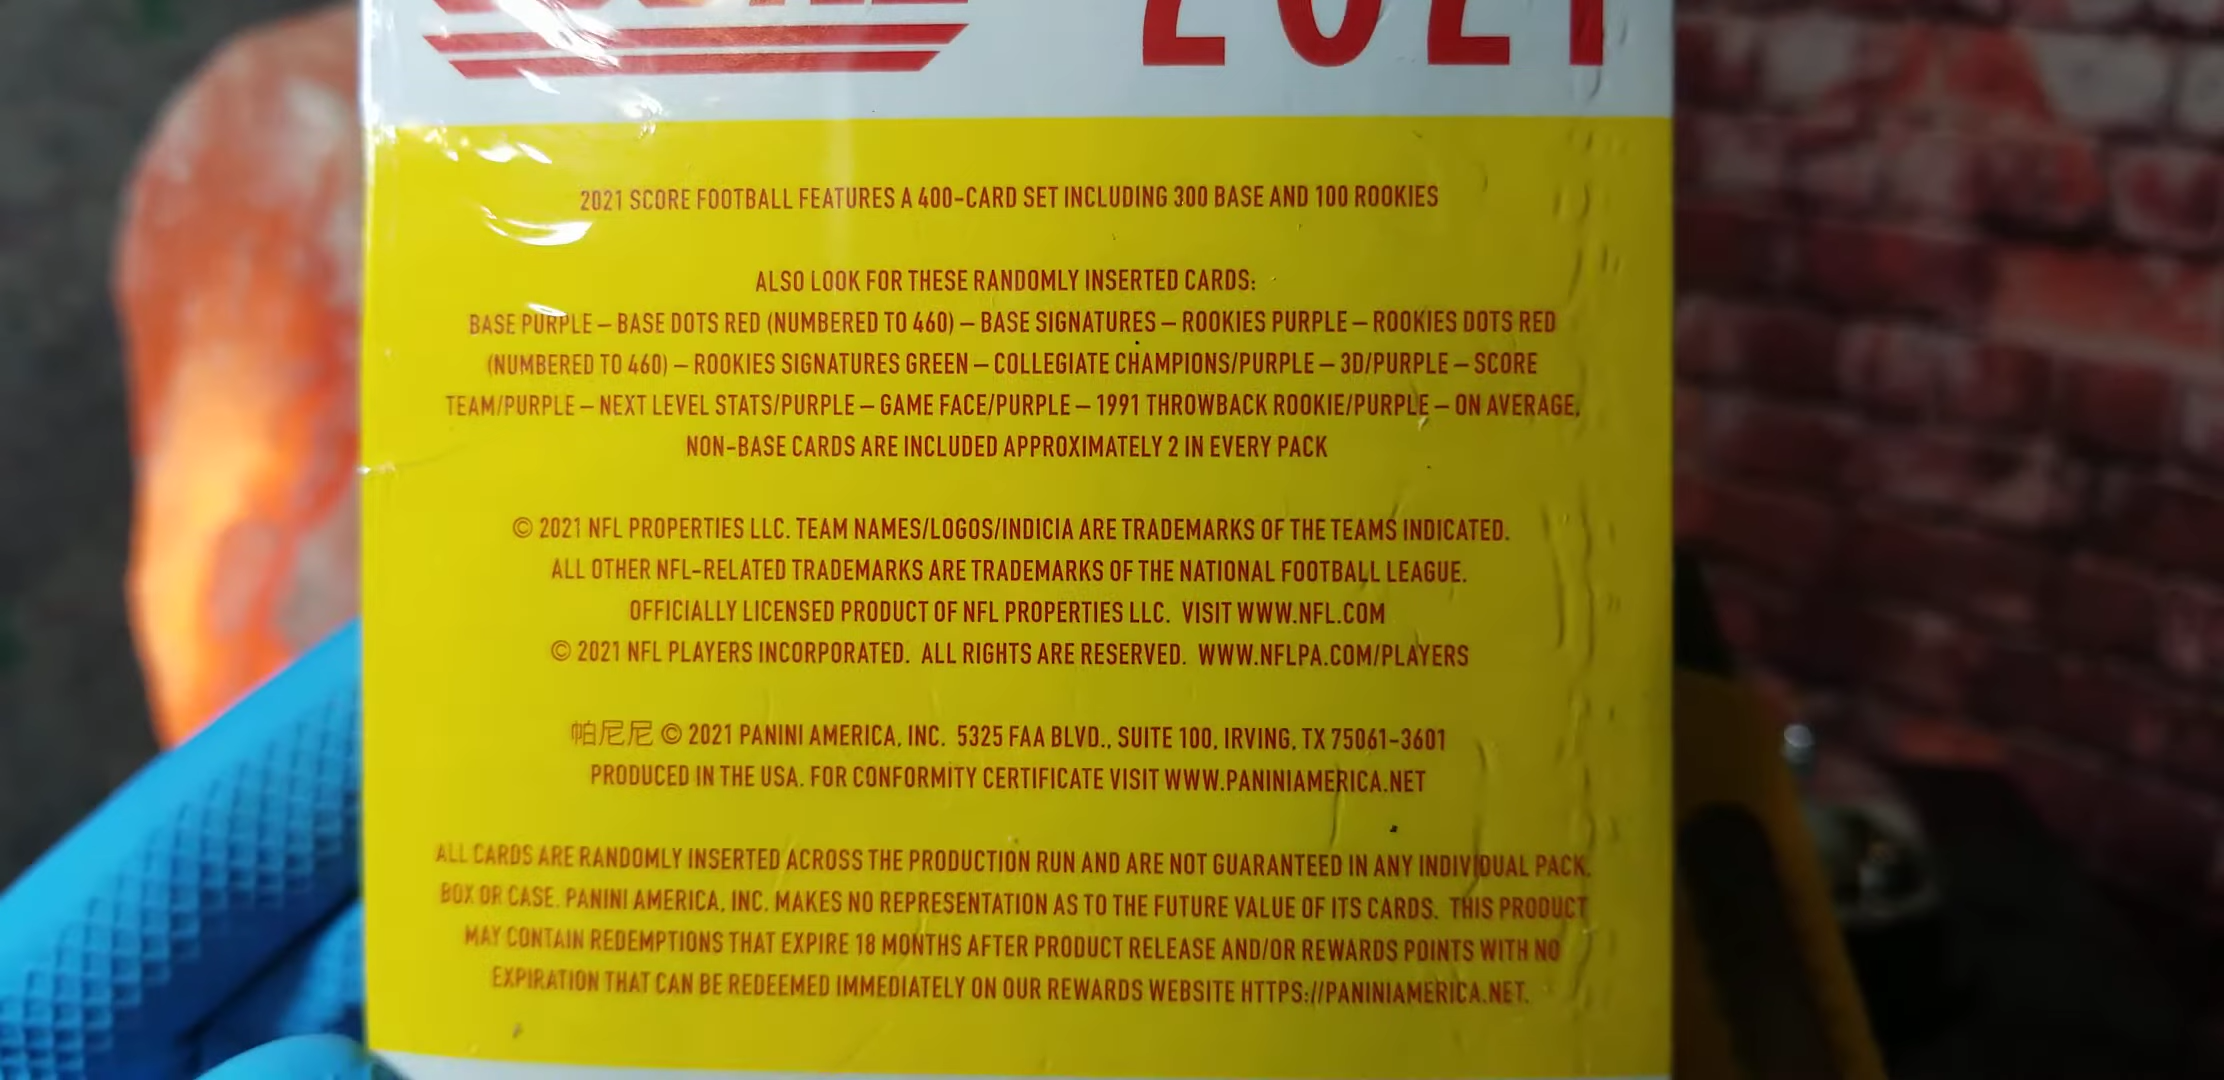 2021
2021 SCORE FOOTBALL FEATURES A 400-CARD SET INCLUDING 300 BASE AND 100 ROOKIES
ALSO LOOK FOR THESE RANDOMLY INSERTED CARDS:
BASE PURPLE – BASE DOTS RED (NUMBERED TO 460) – BASE SIGNATURES – ROOKIES PURPLE – ROOKIES DOTS RED
(NUMBERED TO 460) – ROOKIES SIGNATURES GREEN – COLLEGIATE CHAMPIONS/PURPLE – 3D/PURPLE – SCORE
TEAM/PURPLE – NEXT LEVEL STATS/PURPLE – GAME FACE/PURPLE – 1991 THROWBACK ROOKIE/PURPLE – ON AVERAGE,
NON-BASE CARDS ARE INCLUDED APPROXIMATELY 2 IN EVERY PACK
© 2021 NFL PROPERTIES LLC. TEAM NAMES/LOGOS/INDICIA ARE TRADEMARKS OF THE TEAMS INDICATED.
ALL OTHER NFL-RELATED TRADEMARKS ARE TRADEMARKS OF THE NATIONAL FOOTBALL LEAGUE.
OFFICIALLY LICENSED PRODUCT OF NFL PROPERTIES LLC. VISIT WWW.NFL.COM
© 2021 NFL PLAYERS INCORPORATED. ALL RIGHTS ARE RESERVED. WWW.NFLPA.COM/PLAYERS
帕尼尼 © 2021 PANINI AMERICA, INC. 5325 FAA BLVD., SUITE 100, IRVING, TX 75061-3601
PRODUCED IN THE USA. FOR CONFORMITY CERTIFICATE VISIT WWW.PANINIAMERICA.NET
ALL CARDS ARE RANDOMLY INSERTED ACROSS THE PRODUCTION RUN AND ARE NOT GUARANTEED IN ANY INDIVIDUAL PACK,
BOX OR CASE. PANINI AMERICA, INC. MAKES NO REPRESENTATION AS TO THE FUTURE VALUE OF ITS CARDS. THIS PRODUCT
MAY CONTAIN REDEMPTIONS THAT EXPIRE 18 MONTHS AFTER PRODUCT RELEASE AND/OR REWARDS POINTS WITH NO
EXPIRATION THAT CAN BE REDEEMED IMMEDIATELY ON OUR REWARDS WEBSITE HTTPS://PANINIAMERICA.NET.